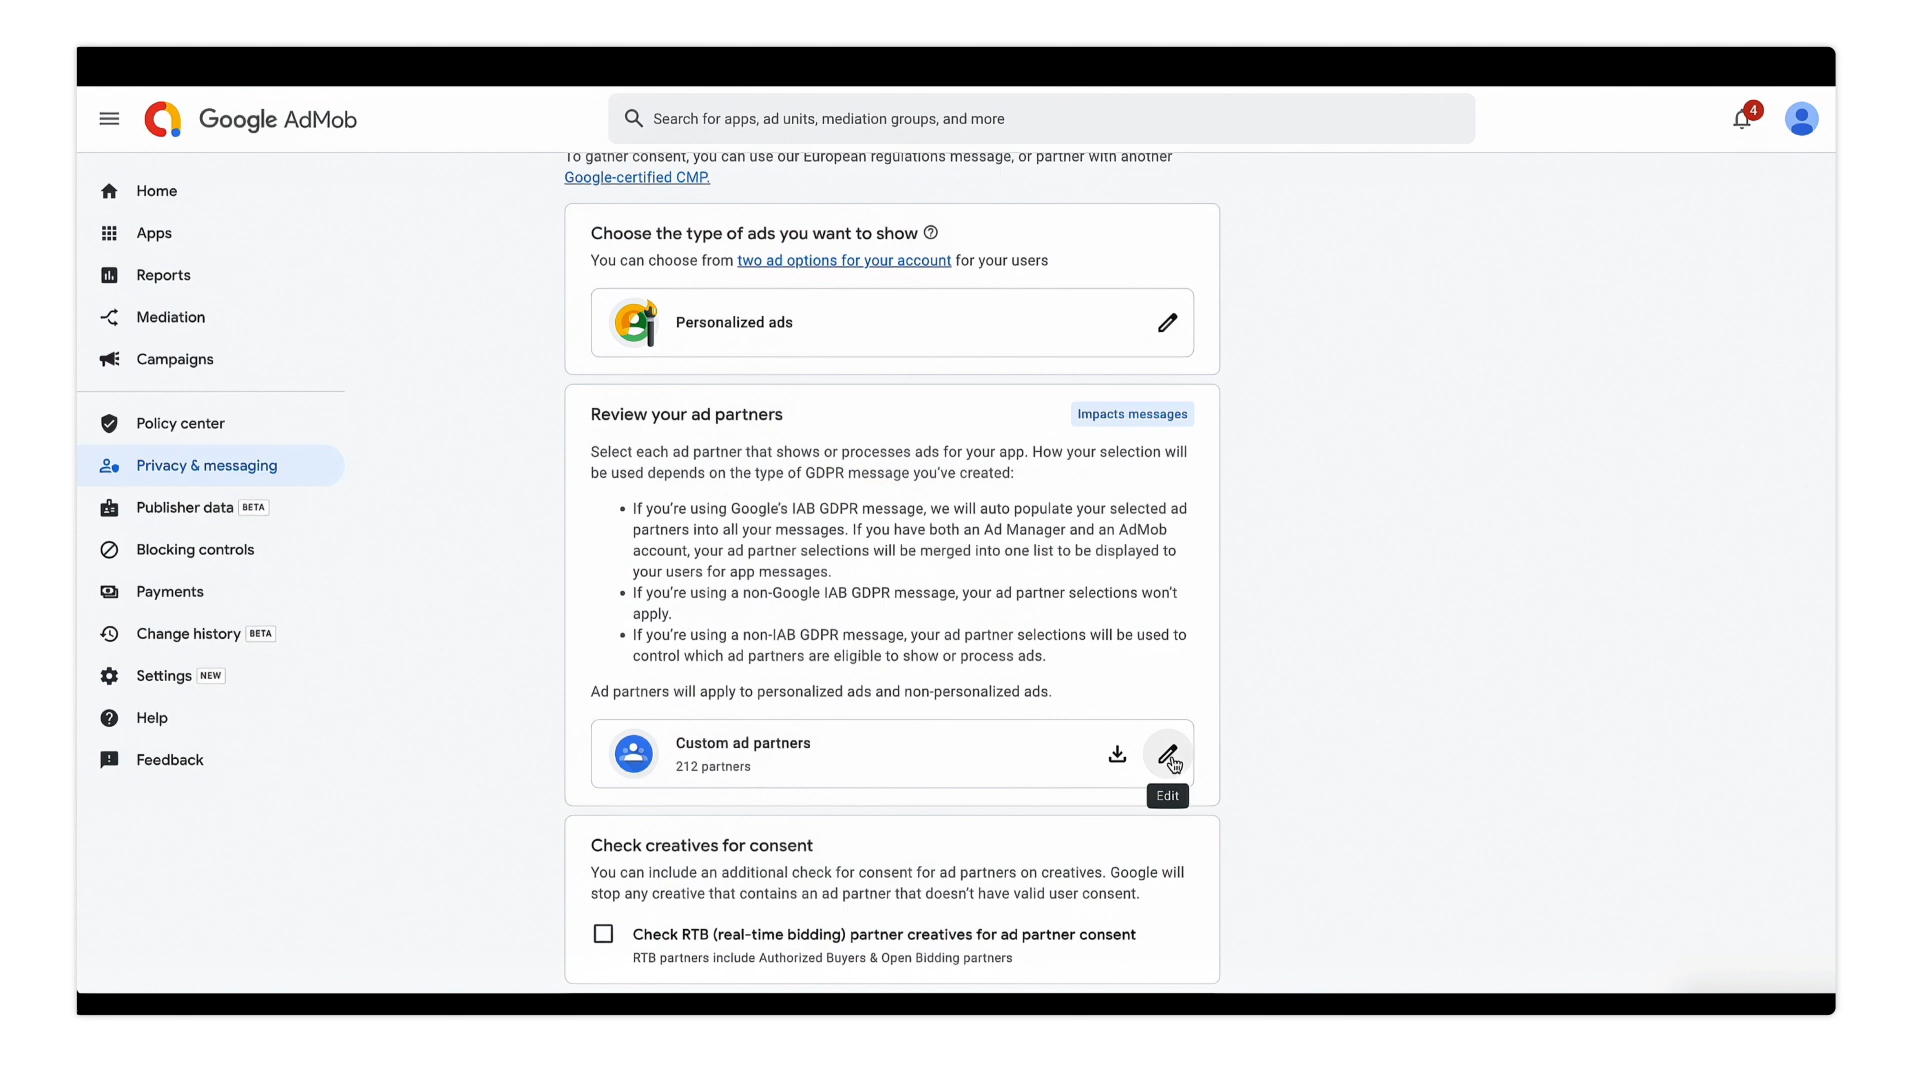 Google AdMob
Search for apps, ad units, mediation groups, and more
4
Home
Apps
Reports
Mediation
Campaigns
Policy center
Privacy & messaging
Publisher data BETA
Blocking controls
Payments
Change history BETA
Settings NEW
Help
Feedback
To gather consent, you can use our European regulations message, or partner with another
Google-certified CMP.
Choose the type of ads you want to show
You can choose from two ad options for your account for your users
Personalized ads
Review your ad partners
Impacts messages
Select each ad partner that shows or processes ads for your app. How your selection will
be used depends on the type of GDPR message you've created:
• If you're using Google's IAB GDPR message, we will auto populate your selected ad
partners into all your messages. If you have both an Ad Manager and an AdMob
account, your ad partner selections will be merged into one list to be displayed to
your users for app messages.
• If you're using a non-Google IAB GDPR message, your ad partner selections won't
apply.
• If you're using a non-IAB GDPR message, your ad partner selections will be used to
control which ad partners are eligible to show or process ads.
Ad partners will apply to personalized ads and non-personalized ads.
Custom ad partners
212 partners
Edit
Check creatives for consent
You can include an additional check for consent for ad partners on creatives. Google will
stop any creative that contains an ad partner that doesn't have valid user consent.
Check RTB (real-time bidding) partner creatives for ad partner consent
RTB partners include Authorized Buyers & Open Bidding partners